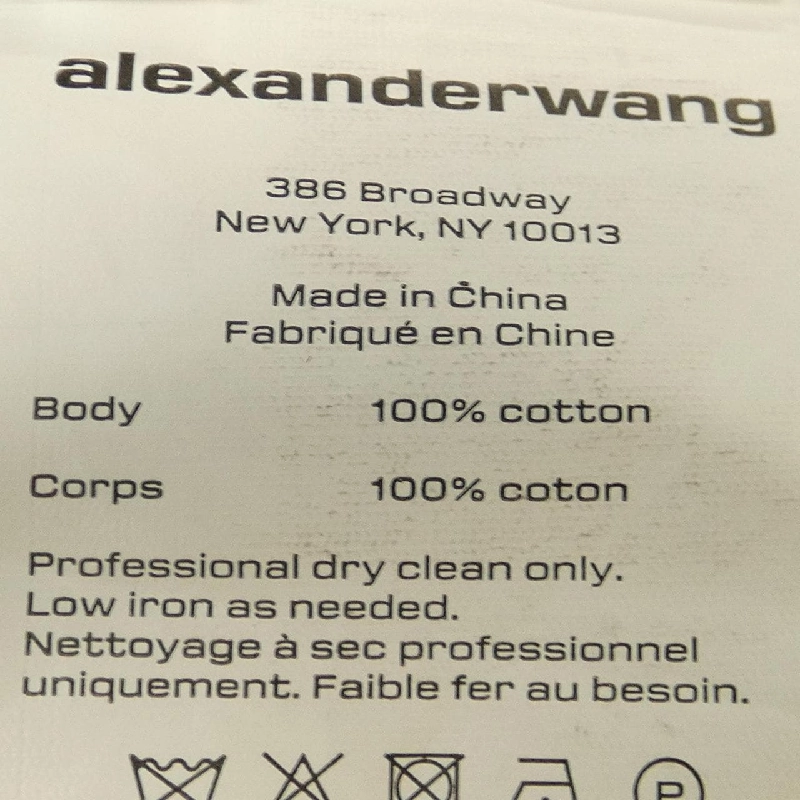 alexanderwang
386 Broadway
New York, NY 10013
Made in China
Fabriqué en Chine
Body 100% cotton
Corps 100% coton
Professional dry clean only.
Low iron as needed.
Nettoyage à sec professionnel
uniquement. Faible fer au besoin.
P